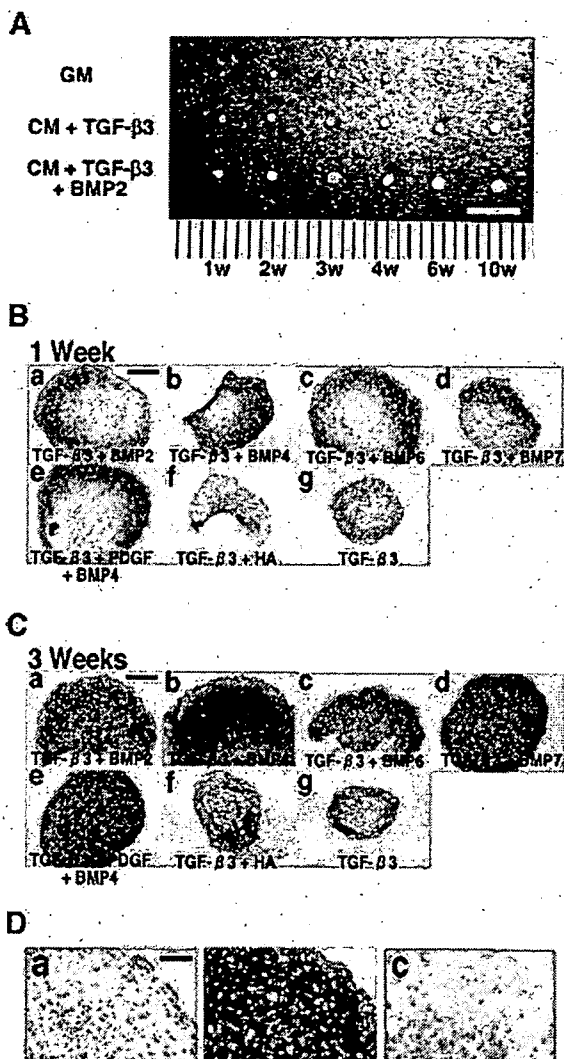 A
GM
CM + TGF-β3
CM + TGF-β3
+ BMP2
1w 2w 3w 4w 6w 10w
B
1 Week
a b c d
TGF-β3 + BMP2 TGF-β3 + BMP4 TGF-β3 + BMP6 TGF-β3 + BMP7
e f g
TGF-β3 + PDGF TGF-β3 + HA TGF-β3
+ BMP4
C
3 Weeks
a b c d
TGF-β3 + BMP2 TGF-β3 + BMP6 BMP7
e f g
PDGF TGF-β3 + HA TGF-β3
+ BMP4
D
a c